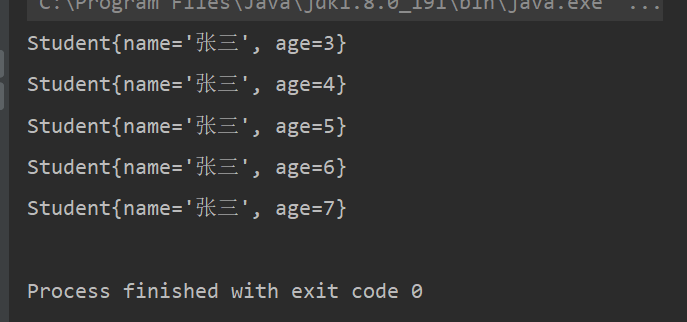 C:\Program Files\Java\jdk1.8.0_191\bin\java.exe ...
Student{name='张三', age=3}
Student{name='张三', age=4}
Student{name='张三', age=5}
Student{name='张三', age=6}
Student{name='张三', age=7}
Process finished with exit code 0